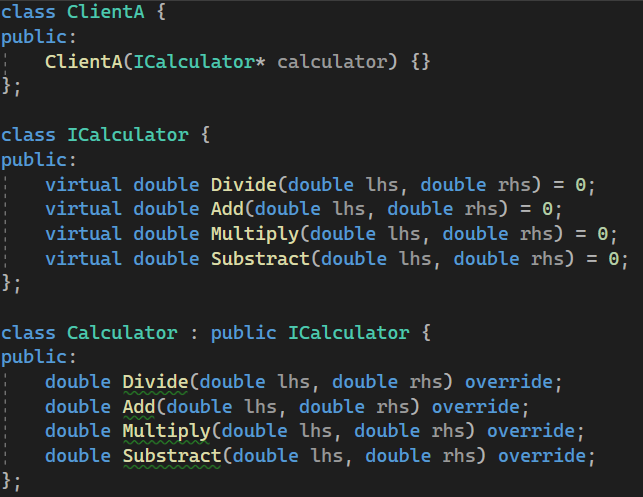 class ClientA {
public:
    ClientA(ICalculator* calculator) {}
};

class ICalculator {
public:
    virtual double Divide(double lhs, double rhs) = 0;
    virtual double Add(double lhs, double rhs) = 0;
    virtual double Multiply(double lhs, double rhs) = 0;
    virtual double Substract(double lhs, double rhs) = 0;
};

class Calculator : public ICalculator {
public:
    double Divide(double lhs, double rhs) override;
    double Add(double lhs, double rhs) override;
    double Multiply(double lhs, double rhs) override;
    double Substract(double lhs, double rhs) override;
};